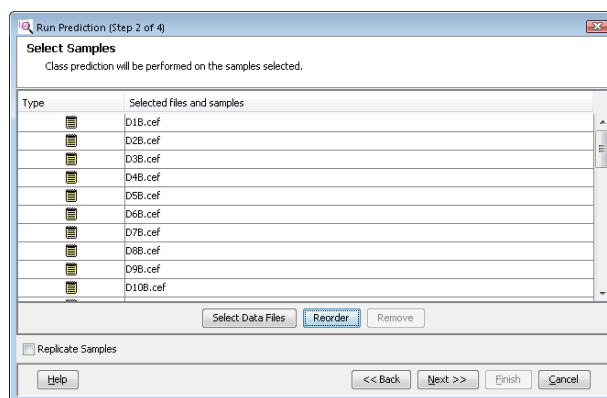 Run Prediction (Step 2 of 4)
Select Samples
Class prediction will be performed on the samples selected.
Type Selected files and samples
D1B.cef
D2B.cef
D3B.cef
D4B.cef
D5B.cef
D6B.cef
D7B.cef
D8B.cef
D9B.cef
D10B.cef
Select Data Files Reorder Remove
Replicate Samples
Help << Back Next >> Finish Cancel